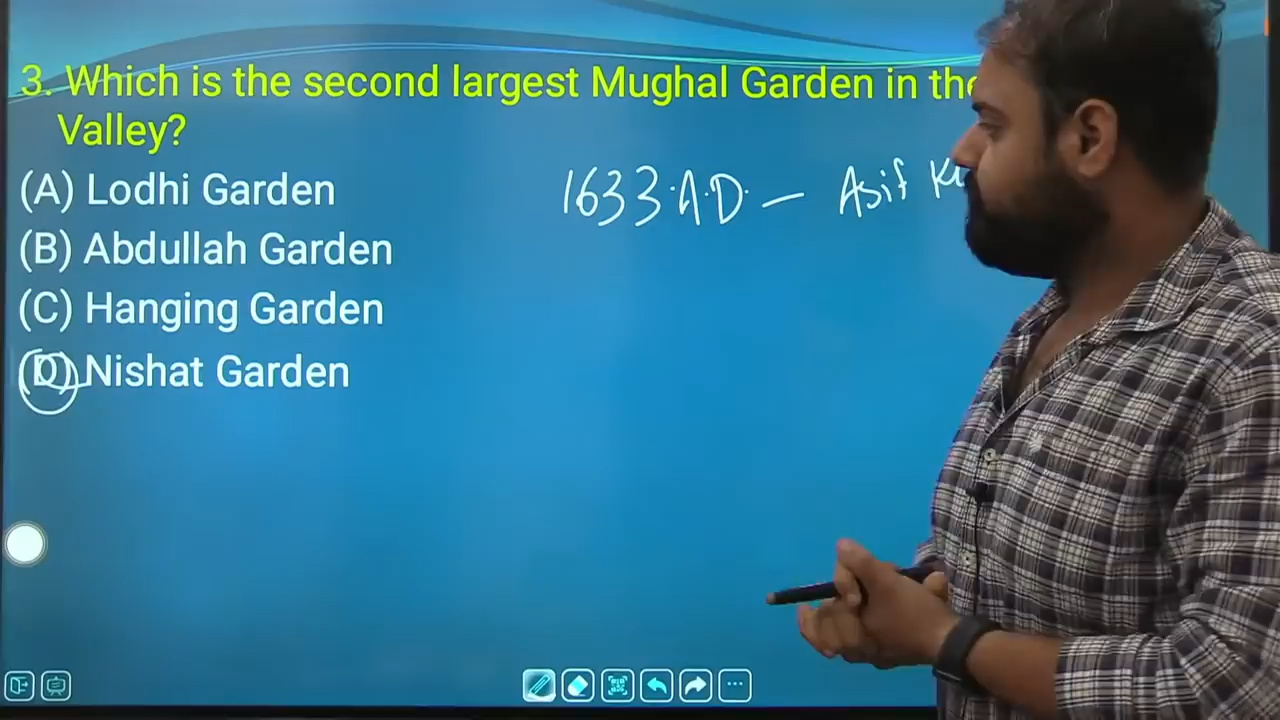 3. Which is the second largest Mughal Garden in the
Valley?
1633 A.D – Asif
(A) Lodhi Garden
(B) Abdullah Garden
(C) Hanging Garden
(D) Nishat Garden